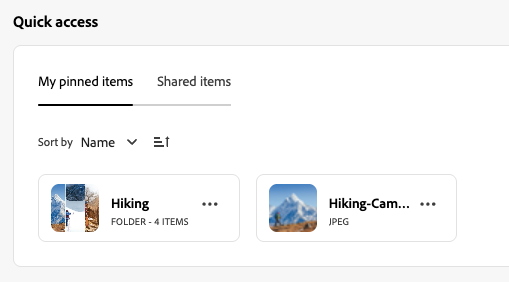 Quick access
My pinned items Shared items
Sort by Name
Hiking
FOLDER - 4 ITEMS
Hiking-Cam...
JPEG